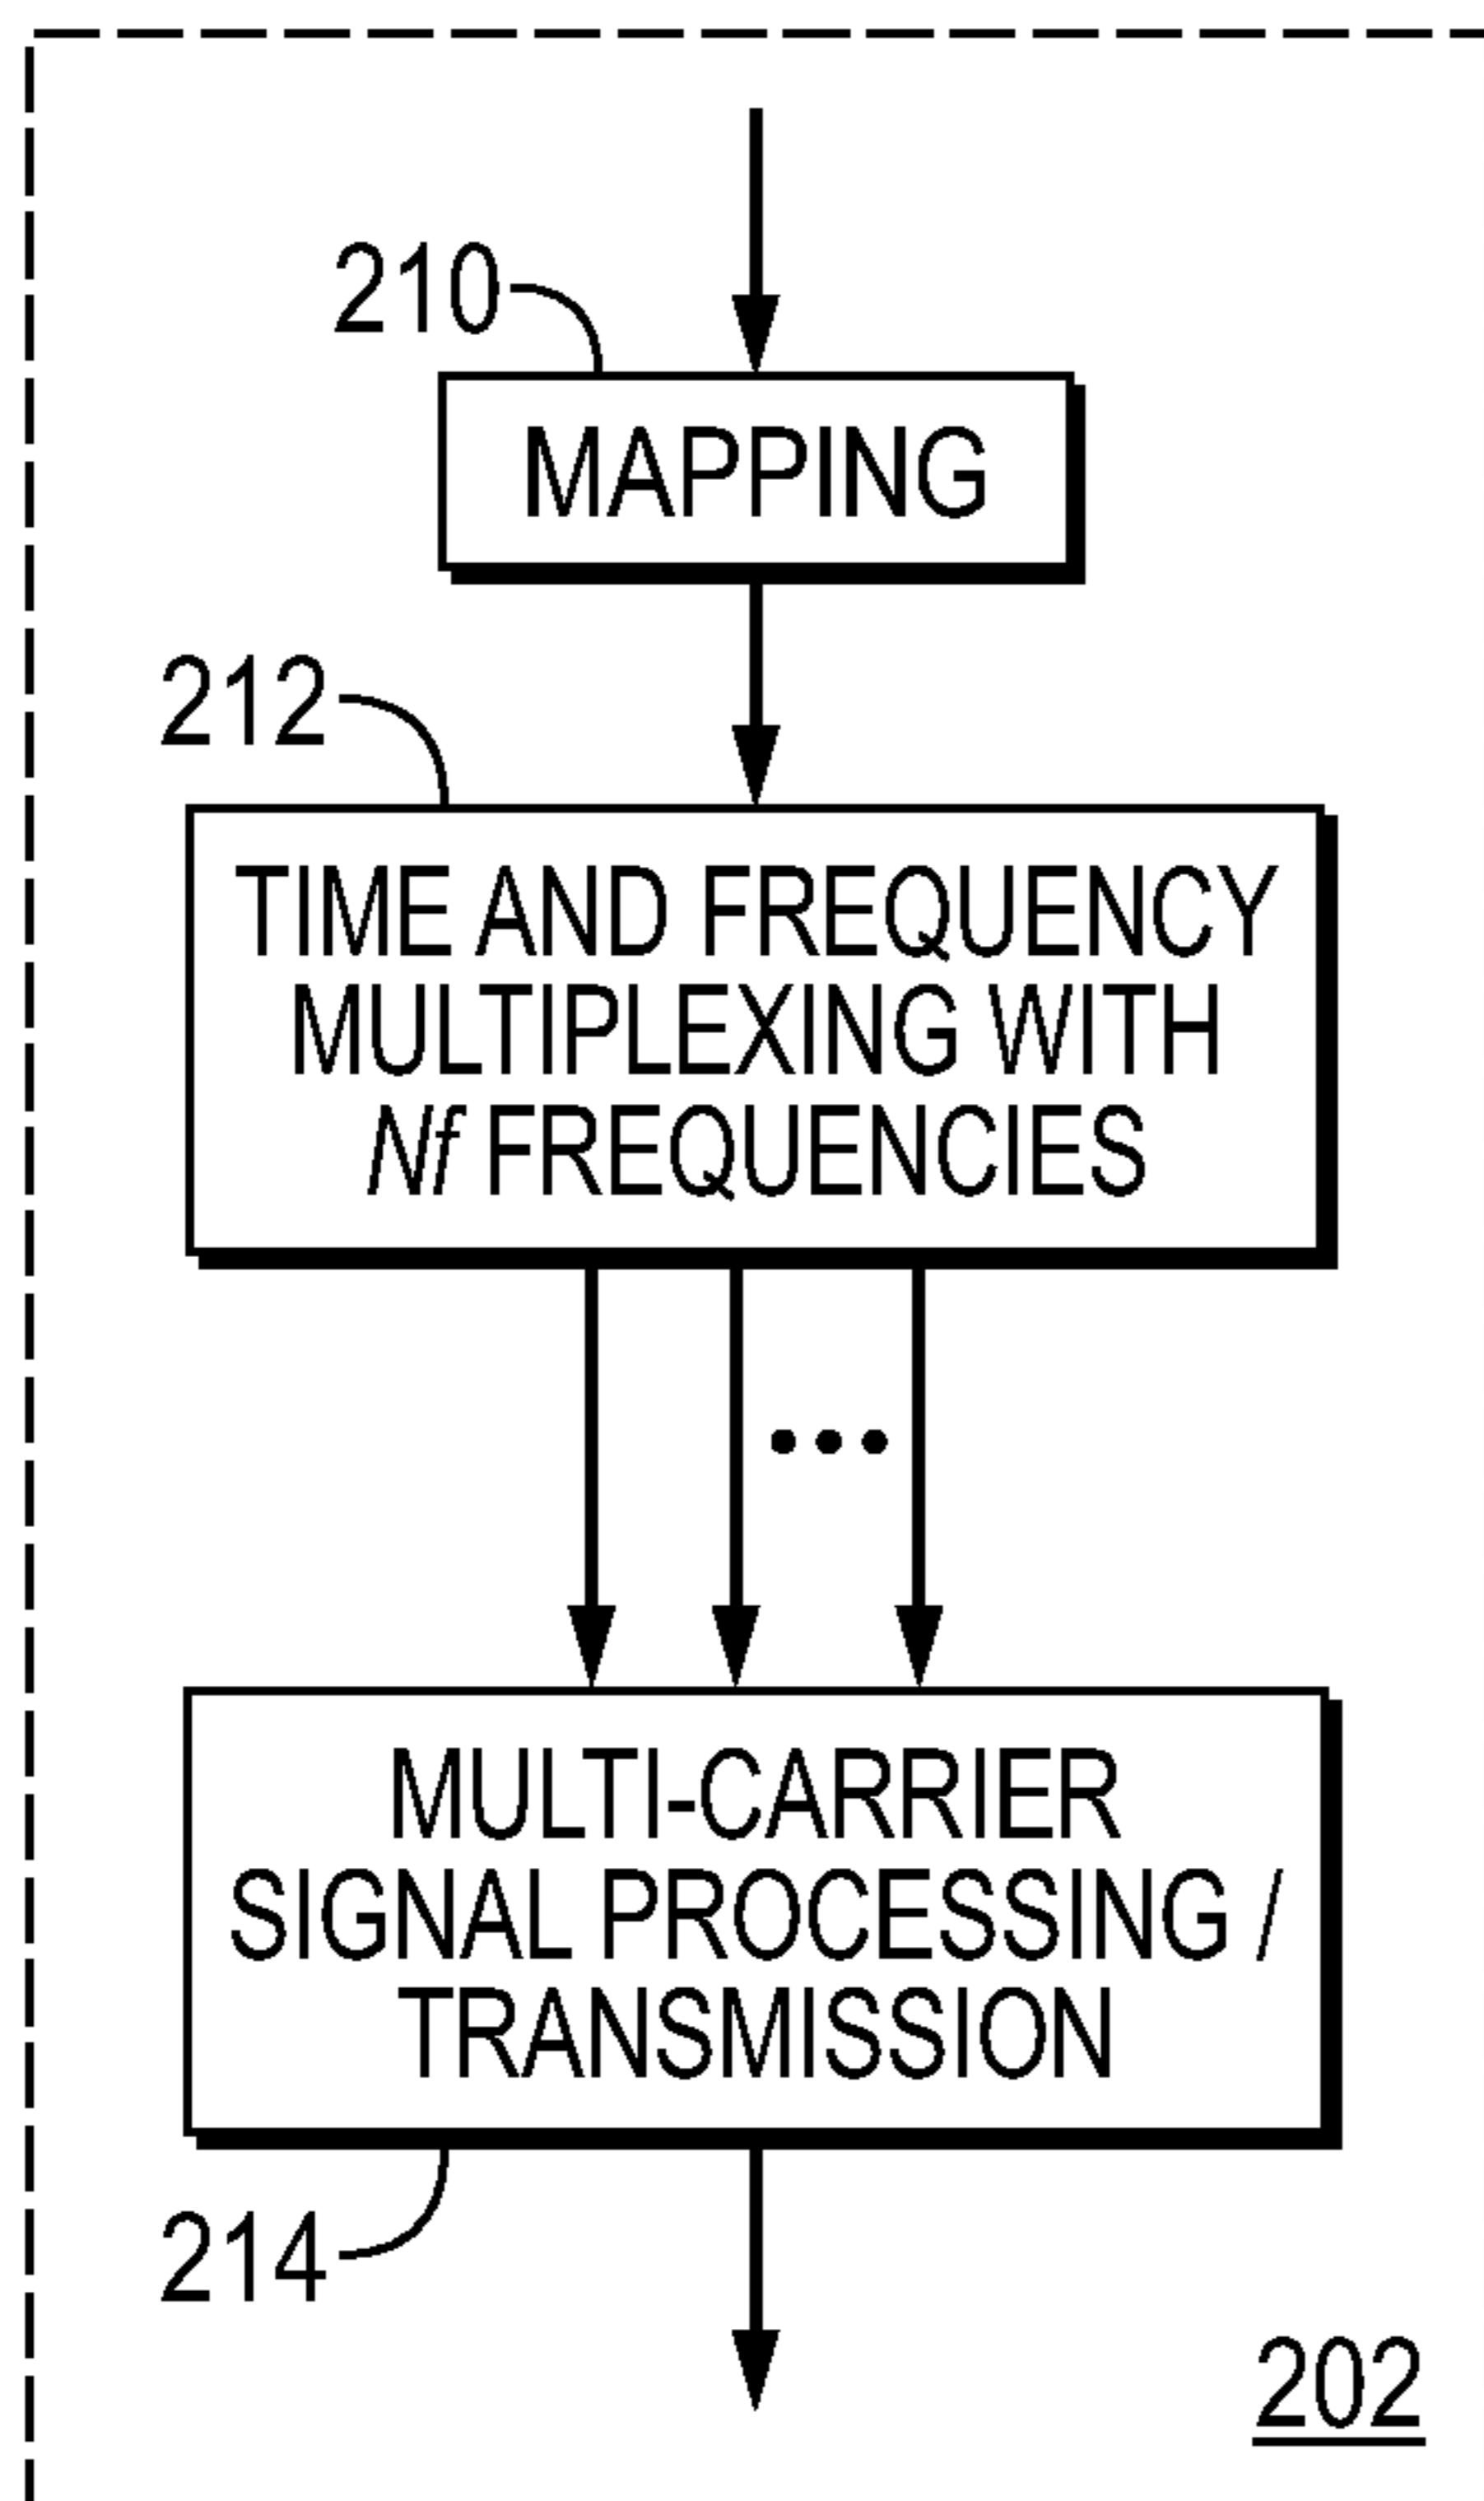 210
MAPPING
212
TIME AND FREQUENCY
MULTIPLEXING WITH
Nf FREQUENCIES
MULTI-CARRIER
SIGNAL PROCESSING /
TRANSMISSION
214
202